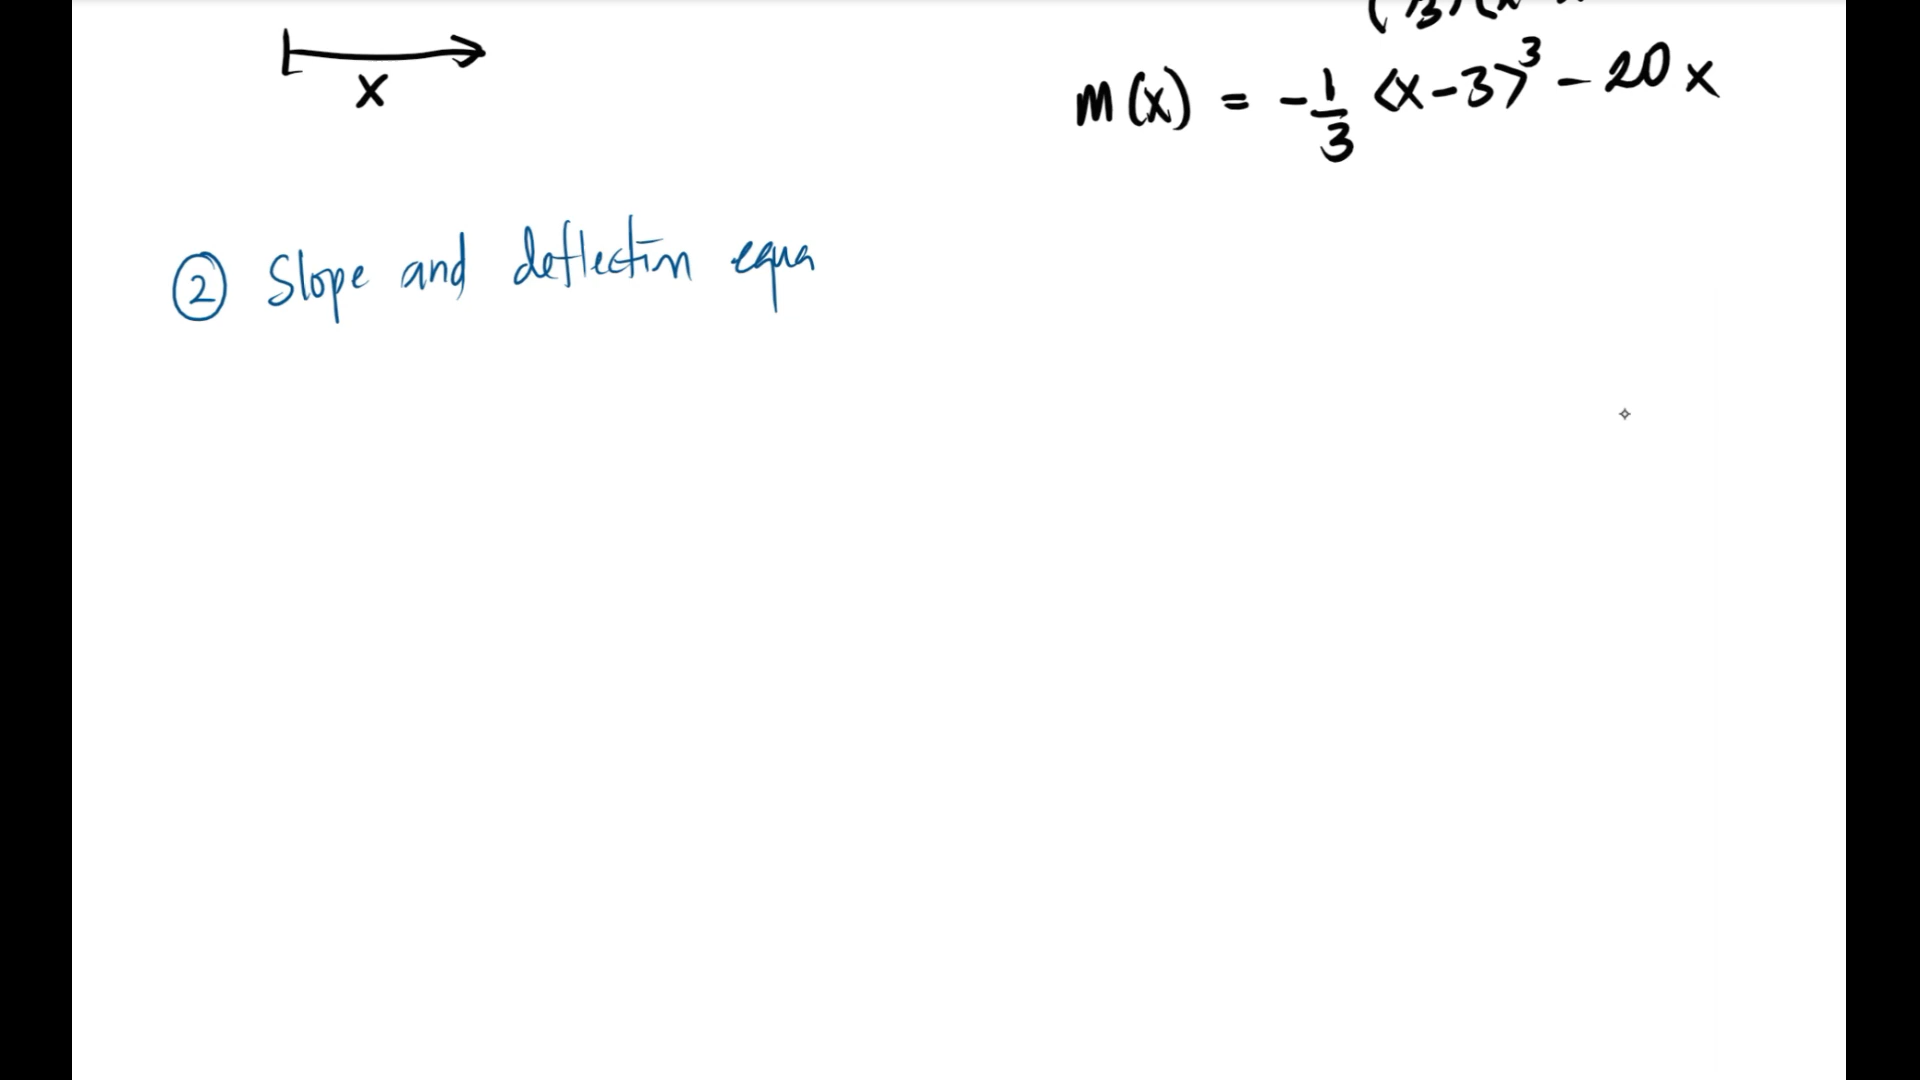 x
m(x) = -1/3 <x-3>³ - 20x
② Slope and deflection equa